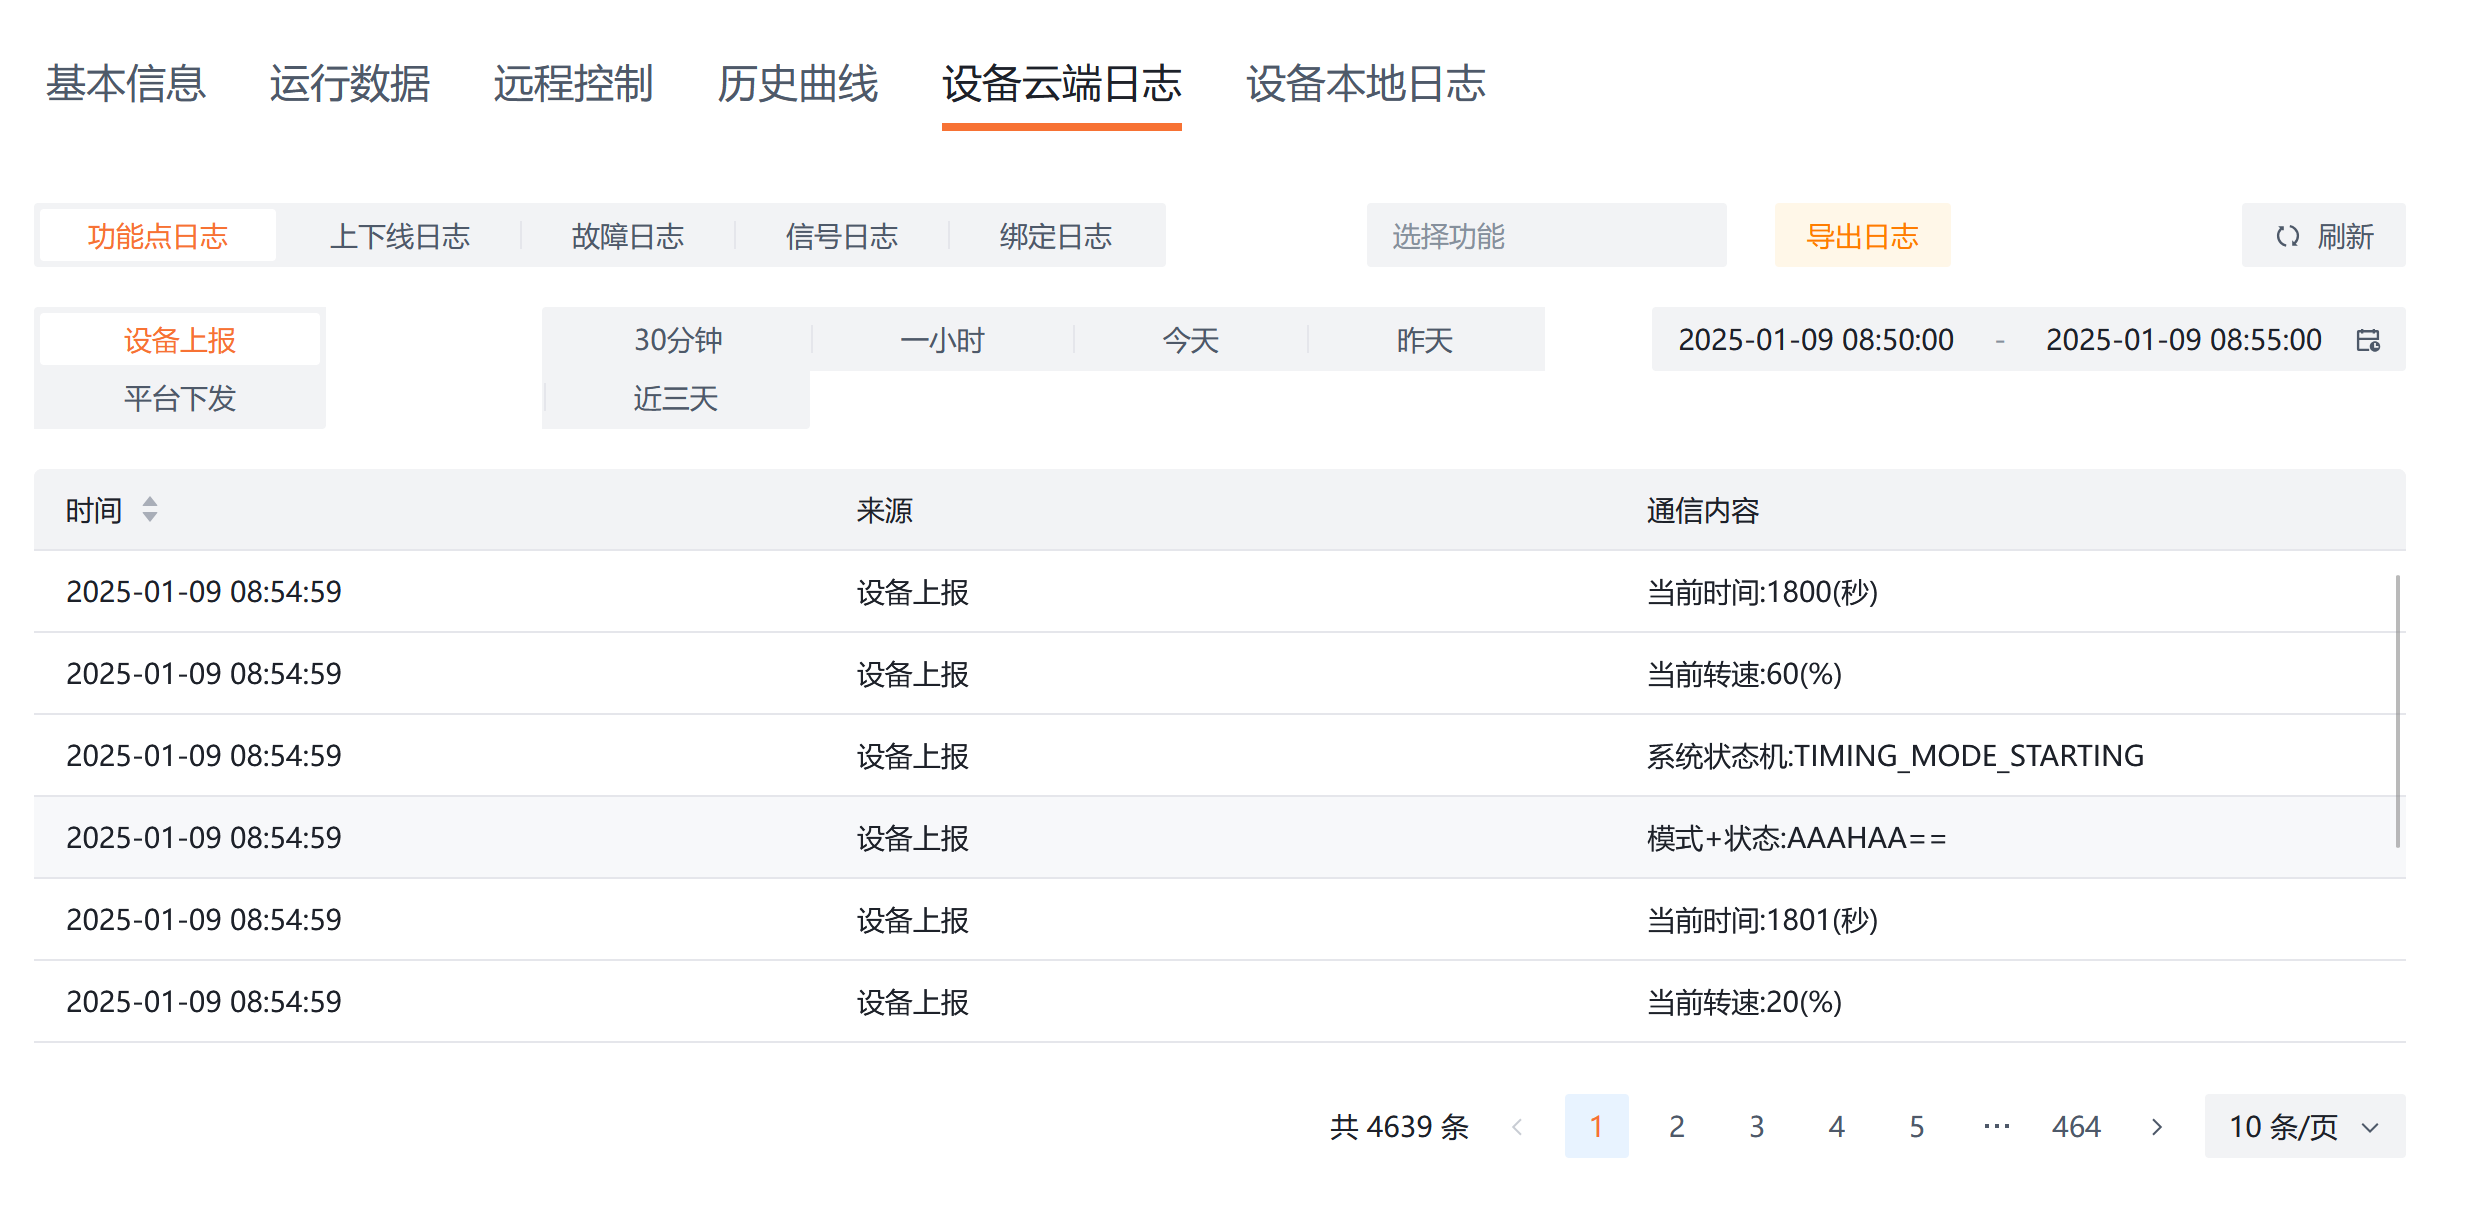 基本信息 运行数据 远程控制 历史曲线 设备云端日志 设备本地日志
功能点日志 上下线日志 故障日志 信号日志 绑定日志 选择功能 导出日志 刷新
设备上报 30分钟 一小时 今天 昨天 2025-01-09 08:50:00 - 2025-01-09 08:55:00
平台下发 近三天
时间 来源 通信内容
2025-01-09 08:54:59 设备上报 当前时间:1800(秒)
2025-01-09 08:54:59 设备上报 当前转速:60(%)
2025-01-09 08:54:59 设备上报 系统状态机:TIMING_MODE_STARTING
2025-01-09 08:54:59 设备上报 模式+状态:AAAHAA==
2025-01-09 08:54:59 设备上报 当前时间:1801(秒)
2025-01-09 08:54:59 设备上报 当前转速:20(%)
共 4639 条 1 2 3 4 5 ··· 464 10 条/页